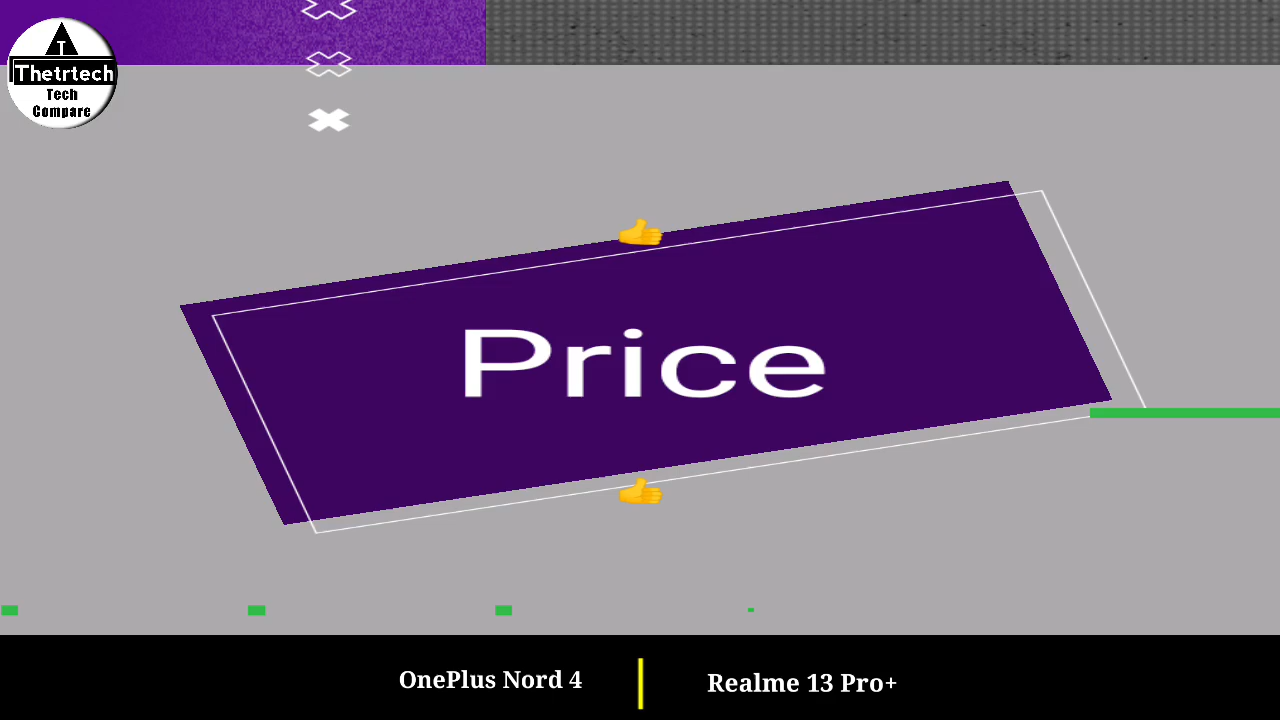 T
Thetrtech
Tech
Compare
Price
OnePlus Nord 4
Realme 13 Pro+